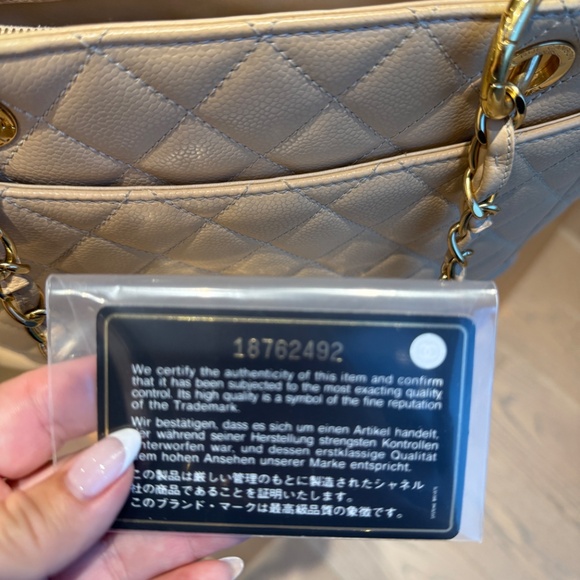 18762492
We certify the authenticity of this item and confirm
that it has been subjected to the most exacting quality
control. Its high quality is a symbol of the fine reputation
of the Trademark.
Wir bestätigen, dass es sich um einen Artikel handelt,
er während seiner Herstellung strengsten Kontrollen
nterworfen war, und dessen erstklassige Qualität
em hohen Ansehen unserer Marke entspricht.
この製品は厳しい管理のもとに製造されたシャネル
社の商品であることを証明いたします。
このブランド・マークは最高級品質の象徴です。